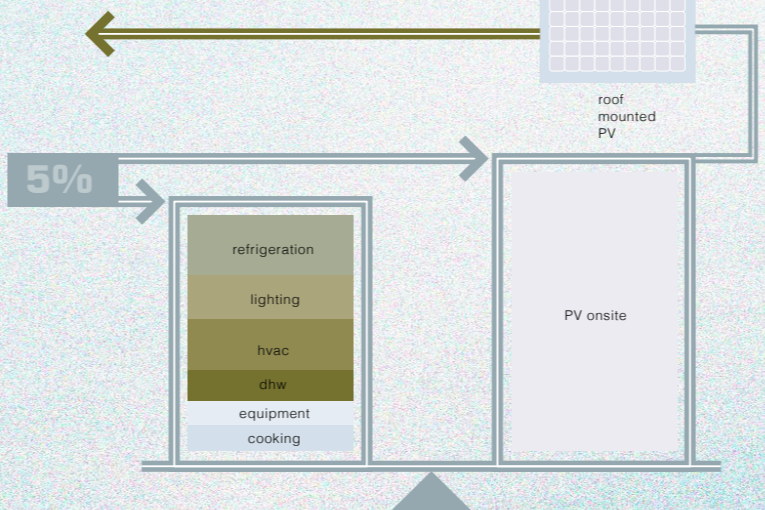 roof
mounted
PV
5%
refrigeration
lighting
PV onsite
hvac
dhw
equipment
cooking